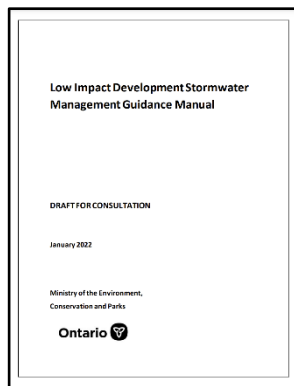 Low Impact Development Stormwater
Management Guidance Manual
DRAFT FOR CONSULTATION
January 2022
Ministry of the Environment,
Conservation and Parks
Ontario